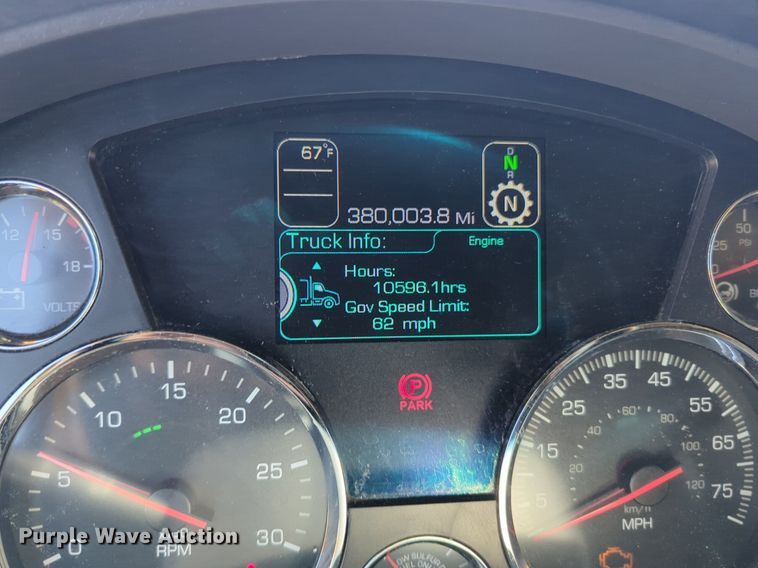 67°F
D
N
R
N
380,003.8 Mi
Truck Info: Engine
Hours:
10596.1hrs
Gov Speed Limit:
62 mph
P
PARK
12 15 18
VOLTS
50
25
PSI
0
0 5 10 15 20 25 30
RPM
5 15 25 35 45 55 65 75
20 40 60 80 100 120
km/h
MPH
Purple Wave Auction